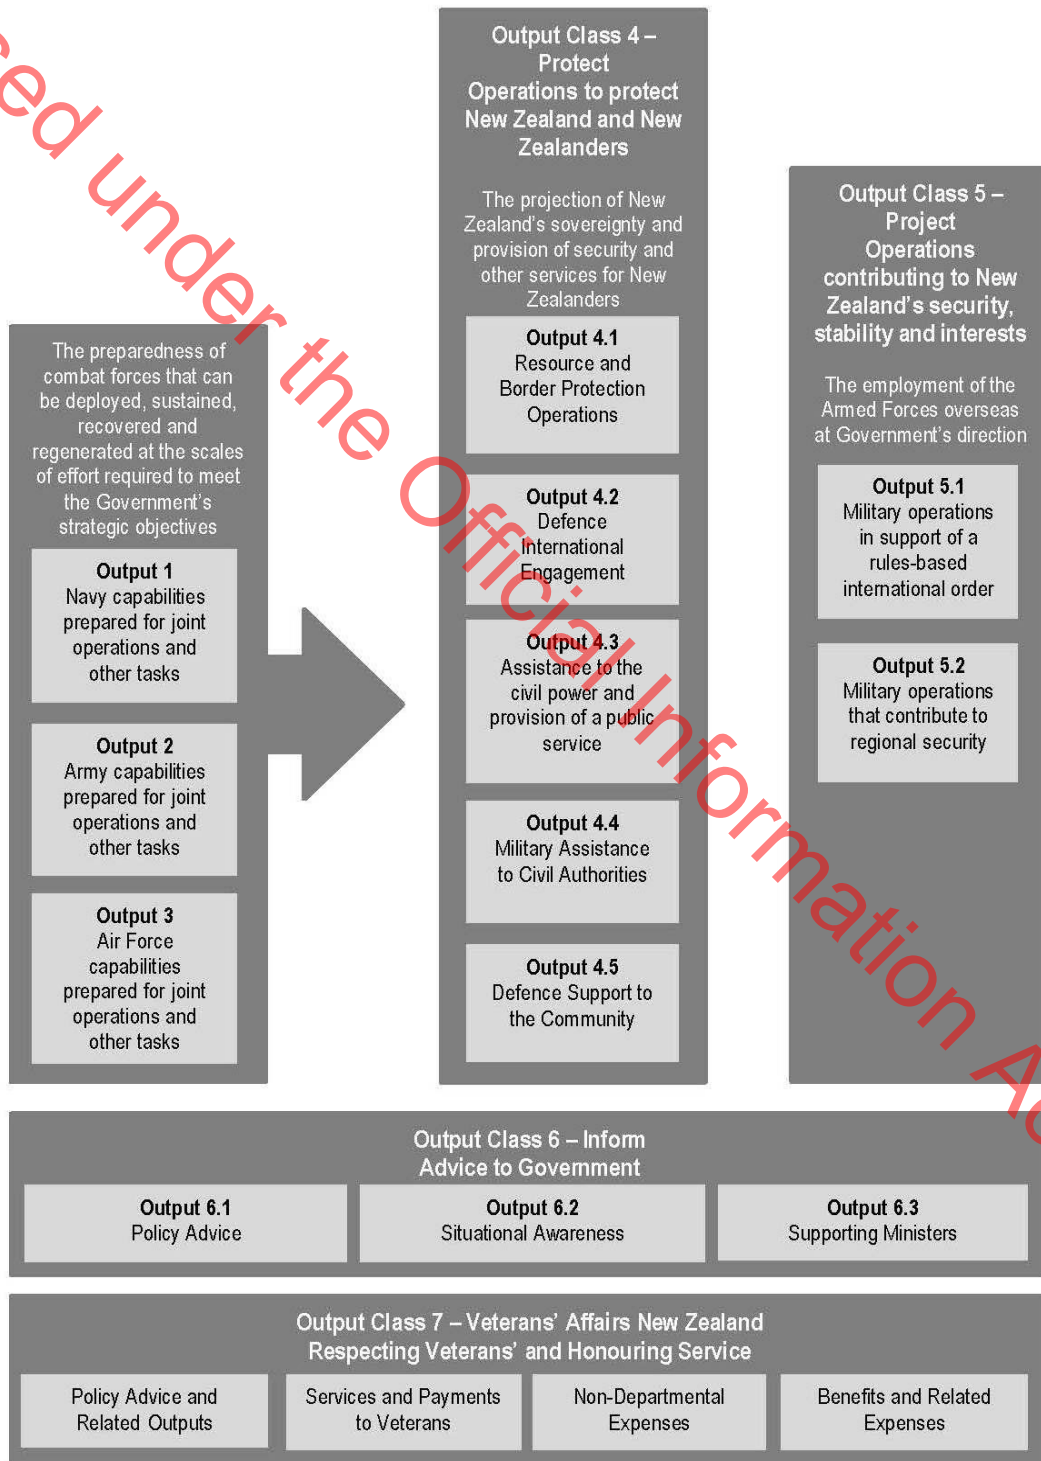 The preparedness of
combat forces that can
be deployed, sustained,
recovered and
regenerated at the scales
of effort required to meet
the Government's
strategic objectives
Output 1
Navy capabilities
prepared for joint
operations and
other tasks
Output 2
Army capabilities
prepared for joint
operations and
other tasks
Output 3
Air Force
capabilities
prepared for joint
operations and
other tasks
Output Class 4 –
Protect
Operations to protect
New Zealand and New
Zealanders
The projection of New
Zealand's sovereignty and
provision of security and
other services for New
Zealanders
Output 4.1
Resource and
Border Protection
Operations
Output 4.2
Defence
International
Engagement
Output 4.3
Assistance to the
civil power and
provision of a public
service
Output 4.4
Military Assistance
to Civil Authorities
Output 4.5
Defence Support to
the Community
Output Class 5 –
Project
Operations
contributing to New
Zealand's security,
stability and interests
The employment of the
Armed Forces overseas
at Government's direction
Output 5.1
Military operations
in support of a
rules-based
international order
Output 5.2
Military operations
that contribute to
regional security
Output Class 6 – Inform
Advice to Government
Output 6.1
Policy Advice
Output 6.2
Situational Awareness
Output 6.3
Supporting Ministers
Output Class 7 – Veterans' Affairs New Zealand
Respecting Veterans' and Honouring Service
Policy Advice and
Related Outputs
Services and Payments
to Veterans
Non-Departmental
Expenses
Benefits and Related
Expenses
under the Official Information